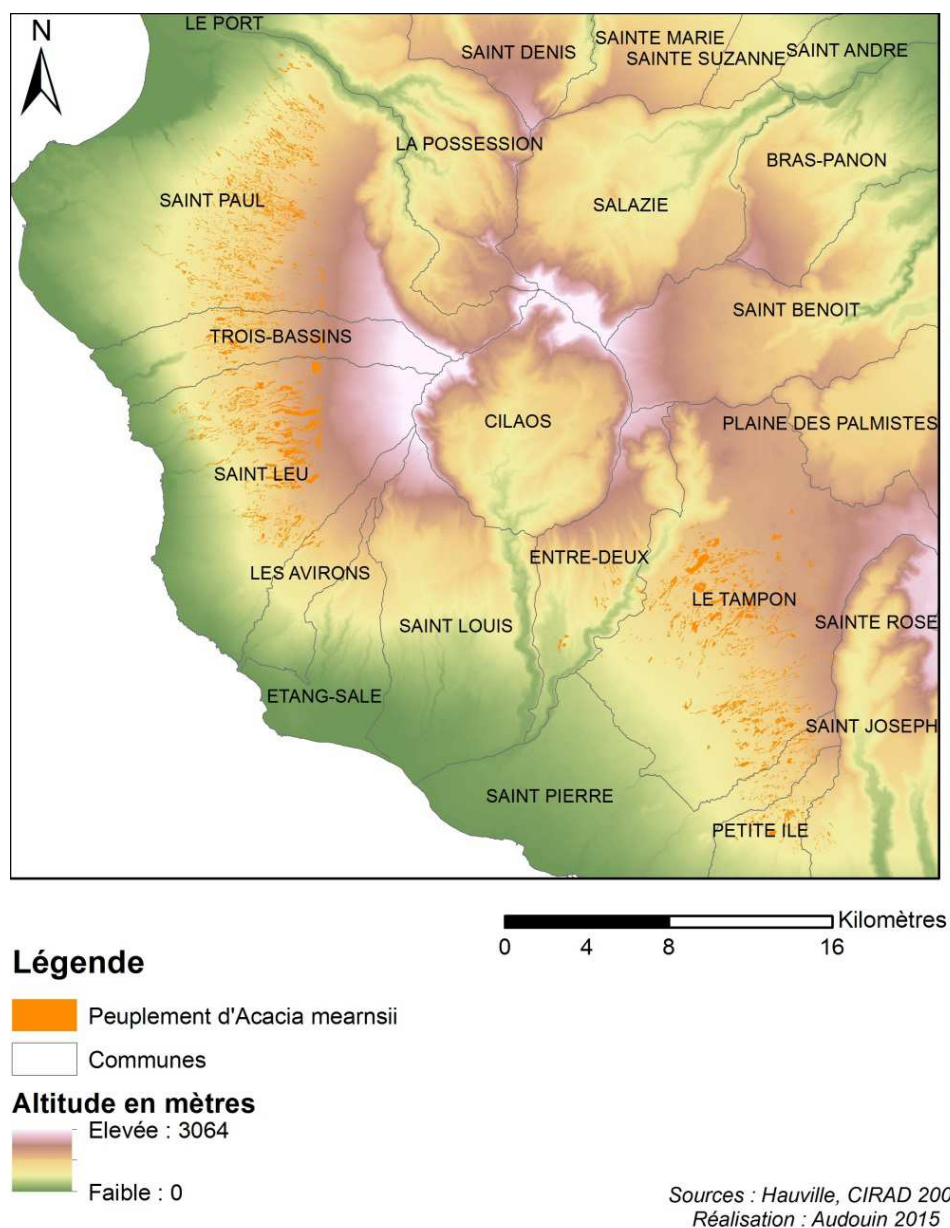 N
LE PORT
SAINT DENIS
SAINTE MARIE
SAINTE SUZANNE
SAINT ANDRE
LA POSSESSION
BRAS-PANON
SAINT PAUL
SALAZIE
TROIS-BASSINS
SAINT BENOIT
CILAOS
PLAINE DES PALMISTES
SAINT LEU
ENTRE-DEUX
LES AVIRONS
LE TAMPON
SAINT LOUIS
SAINTE ROSE
ETANG-SALE
SAINT JOSEPH
SAINT PIERRE
PETITE ILE
Kilomètres
0 4 8 16
Légende
Peuplement d'Acacia mearnsii
Communes
Altitude en mètres
Elevée : 3064
Faible : 0
Sources : Hauville, CIRAD 200
Réalisation : Audouin 2015